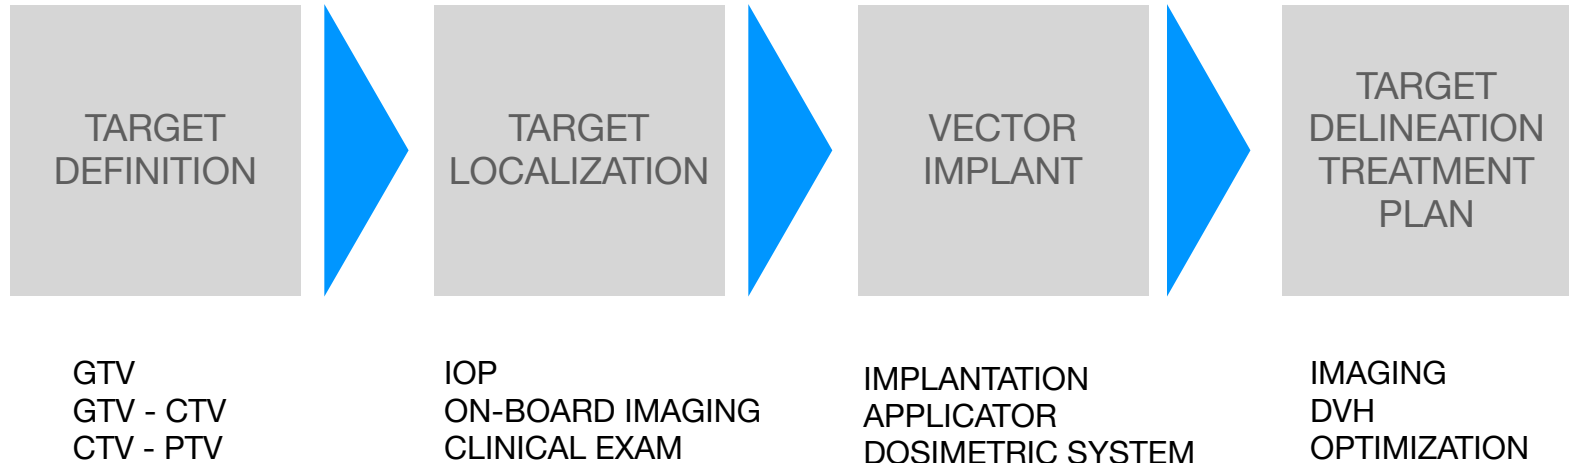 TARGET
DEFINITION
TARGET
LOCALIZATION
VECTOR
IMPLANT
TARGET
DELINEATION
TREATMENT
PLAN
GTV
GTV - CTV
CTV - PTV
IOP
ON-BOARD IMAGING
CLINICAL EXAM
IMPLANTATION
APPLICATOR
DOSIMETRIC SYSTEM
IMAGING
DVH
OPTIMIZATION